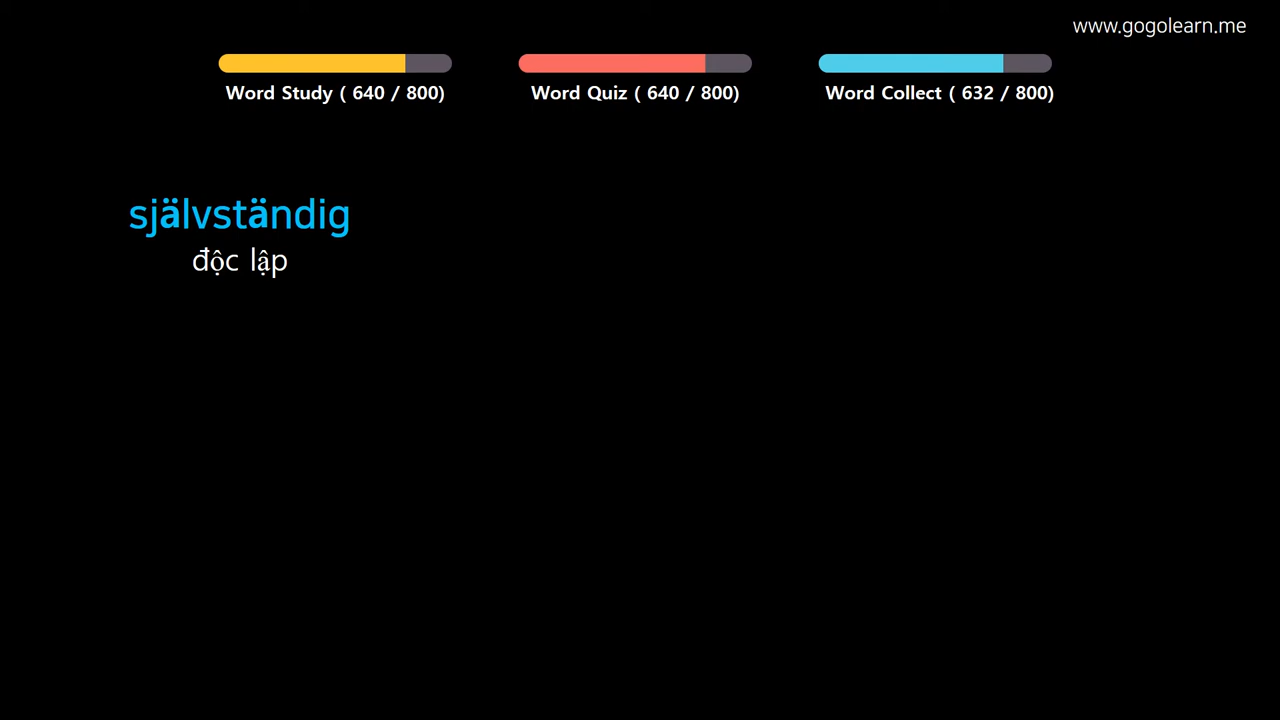 www.gogolearn.me
Word Study ( 640 / 800)
Word Quiz ( 640 / 800)
Word Collect ( 632 / 800)
självständig
độc lập